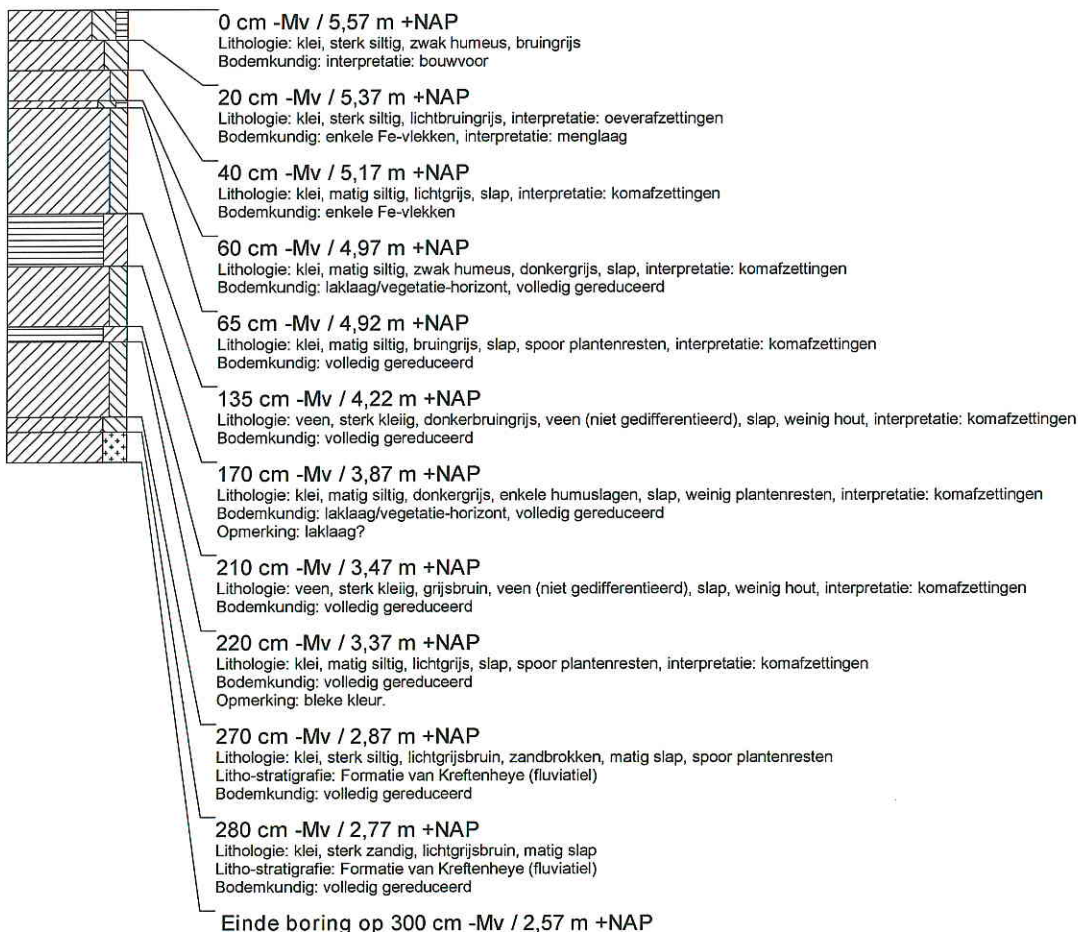 0 cm -Mv / 5,57 m +NAP
Lithologie: klei, sterk siltig, zwak humeus, bruingrijs
Bodemkundig: interpretatie: bouwvoor
20 cm -Mv / 5,37 m +NAP
Lithologie: klei, sterk siltig, lichtbruingrijs, interpretatie: oeverafzettingen
Bodemkundig: enkele Fe-vlekken, interpretatie: menglaag
40 cm -Mv / 5,17 m +NAP
Lithologie: klei, matig siltig, lichtgrijs, slap, interpretatie: komafzettingen
Bodemkundig: enkele Fe-vlekken
60 cm -Mv / 4,97 m +NAP
Lithologie: klei, matig siltig, zwak humeus, donkergrijs, slap, interpretatie: komafzettingen
Bodemkundig: laklaag/vegetatie-horizont, volledig gereduceerd
65 cm -Mv / 4,92 m +NAP
Lithologie: klei, matig siltig, bruingrijs, slap, spoor plantenresten, interpretatie: komafzettingen
Bodemkundig: volledig gereduceerd
135 cm -Mv / 4,22 m +NAP
Lithologie: veen, sterk kleiig, donkerbruingrijs, veen (niet gedifferentieerd), slap, weinig hout, interpretatie: komafzettingen
Bodemkundig: volledig gereduceerd
170 cm -Mv / 3,87 m +NAP
Lithologie: klei, matig siltig, donkergrijs, enkele humuslagen, slap, weinig plantenresten, interpretatie: komafzettingen
Bodemkundig: laklaag/vegetatie-horizont, volledig gereduceerd
Opmerking: laklaag?
210 cm -Mv / 3,47 m +NAP
Lithologie: veen, sterk kleiig, grijsbruin, veen (niet gedifferentieerd), slap, weinig hout, interpretatie: komafzettingen
Bodemkundig: volledig gereduceerd
220 cm -Mv / 3,37 m +NAP
Lithologie: klei, matig siltig, lichtgrijs, slap, spoor plantenresten, interpretatie: komafzettingen
Bodemkundig: volledig gereduceerd
Opmerking: bleke kleur.
270 cm -Mv / 2,87 m +NAP
Lithologie: klei, sterk siltig, lichtgrijsbruin, zandbrokken, matig slap, spoor plantenresten
Litho-stratigrafie: Formatie van Kreftenheye (fluviatiel)
Bodemkundig: volledig gereduceerd
280 cm -Mv / 2,77 m +NAP
Lithologie: klei, sterk zandig, lichtgrijsbruin, matig slap
Litho-stratigrafie: Formatie van Kreftenheye (fluviatiel)
Bodemkundig: volledig gereduceerd
Einde boring op 300 cm -Mv / 2,57 m +NAP